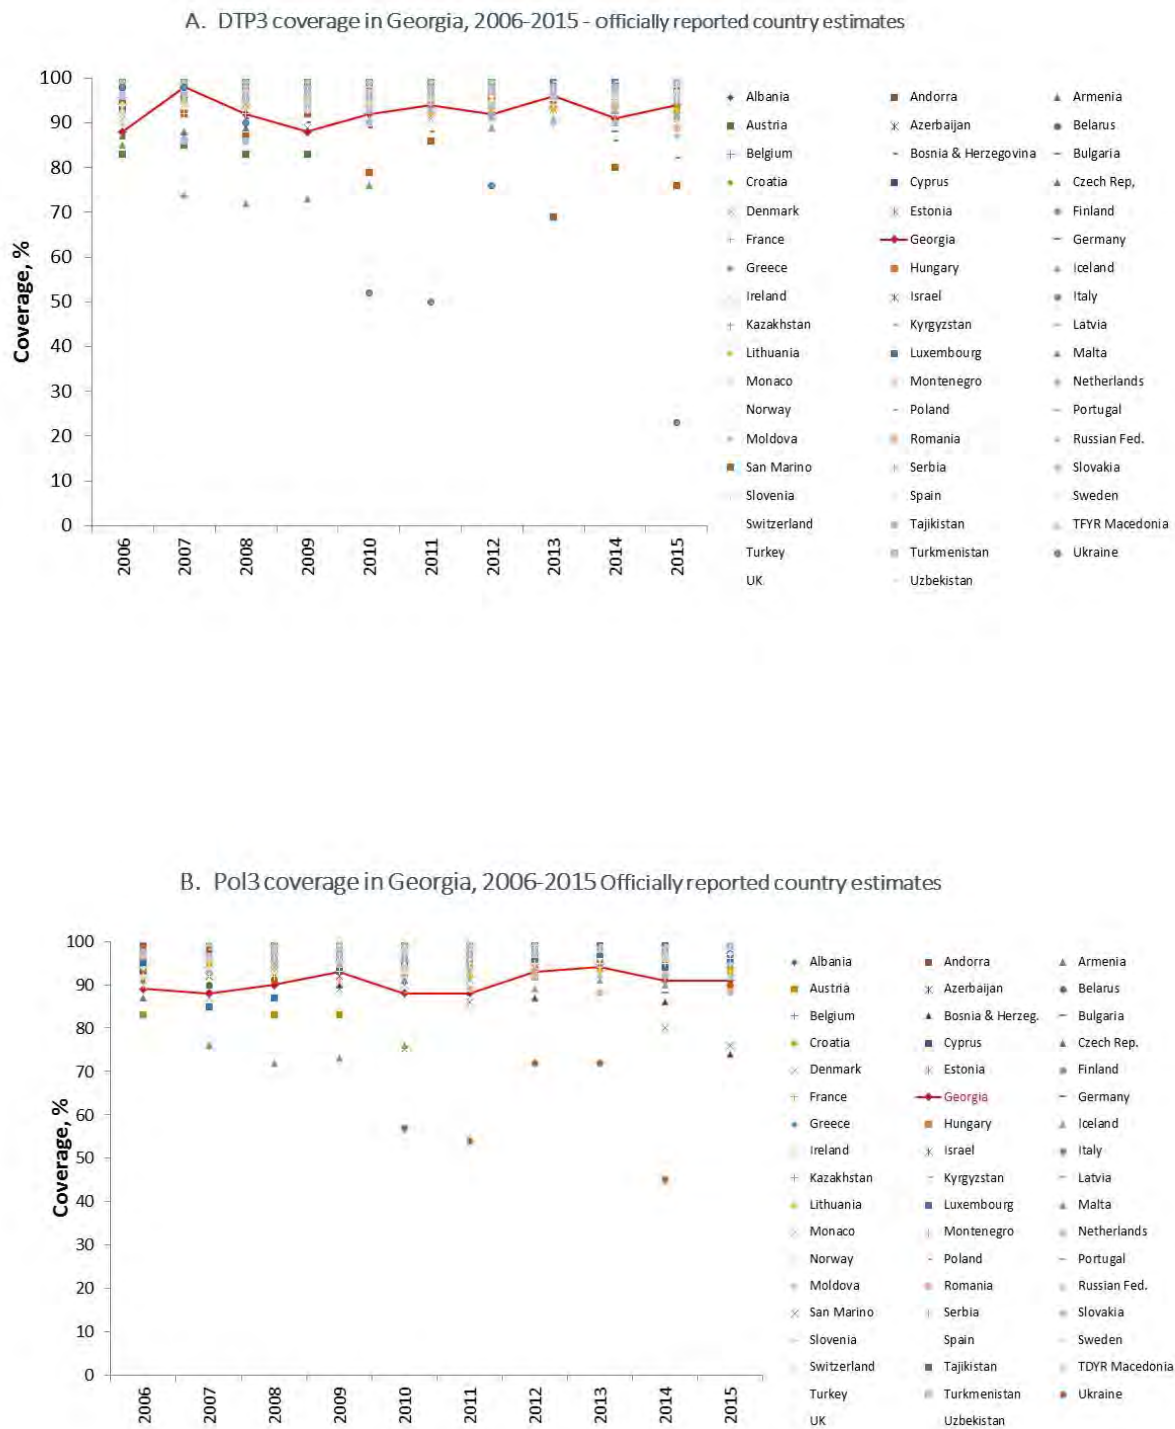 A. DTP3 coverage in Georgia, 2006-2015 - officially reported country estimates
Coverage, %
100
90
80
70
60
50
40
30
20
10
0
2006 2007 2008 2009 2010 2011 2012 2013 2014 2015
Albania Andorra Armenia
Austria Azerbaijan Belarus
Belgium Bosnia & Herzegovina Bulgaria
Croatia Cyprus Czech Rep,
Denmark Estonia Finland
France Georgia Germany
Greece Hungary Iceland
Ireland Israel Italy
Kazakhstan Kyrgyzstan Latvia
Lithuania Luxembourg Malta
Monaco Montenegro Netherlands
Norway Poland Portugal
Moldova Romania Russian Fed.
San Marino Serbia Slovakia
Slovenia Spain Sweden
Switzerland Tajikistan TFYR Macedonia
Turkey Turkmenistan Ukraine
UK Uzbekistan
B. Pol3 coverage in Georgia, 2006-2015 Officially reported country estimates
Coverage, %
100
90
80
70
60
50
40
30
20
10
0
2006 2007 2008 2009 2010 2011 2012 2013 2014 2015
Albania Andorra Armenia
Austria Azerbaijan Belarus
Belgium Bosnia & Herzeg. Bulgaria
Croatia Cyprus Czech Rep.
Denmark Estonia Finland
France Georgia Germany
Greece Hungary Iceland
Ireland Israel Italy
Kazakhstan Kyrgyzstan Latvia
Lithuania Luxembourg Malta
Monaco Montenegro Netherlands
Norway Poland Portugal
Moldova Romania Russian Fed.
San Marino Serbia Slovakia
Slovenia Spain Sweden
Switzerland Tajikistan TDYR Macedonia
Turkey Turkmenistan Ukraine
UK Uzbekistan